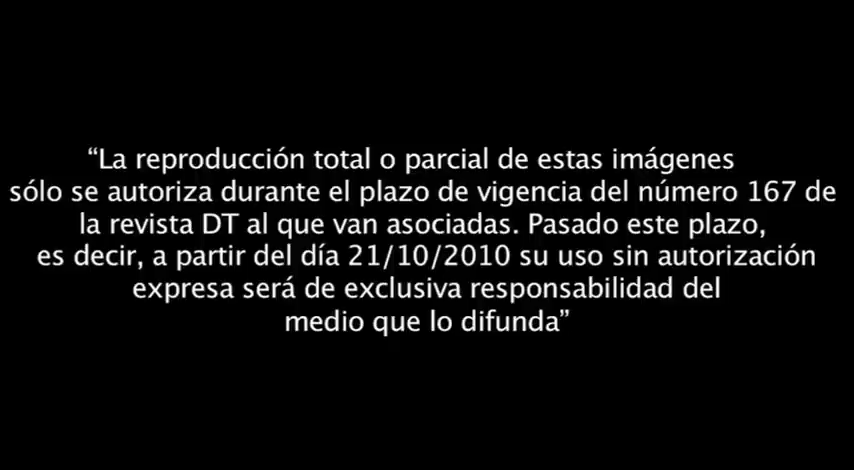 “La reproducción total o parcial de estas imágenes
sólo se autoriza durante el plazo de vigencia del número 167 de
la revista DT al que van asociadas. Pasado este plazo,
es decir, a partir del día 21/10/2010 su uso sin autorización
expresa será de exclusiva responsabilidad del
medio que lo difunda”